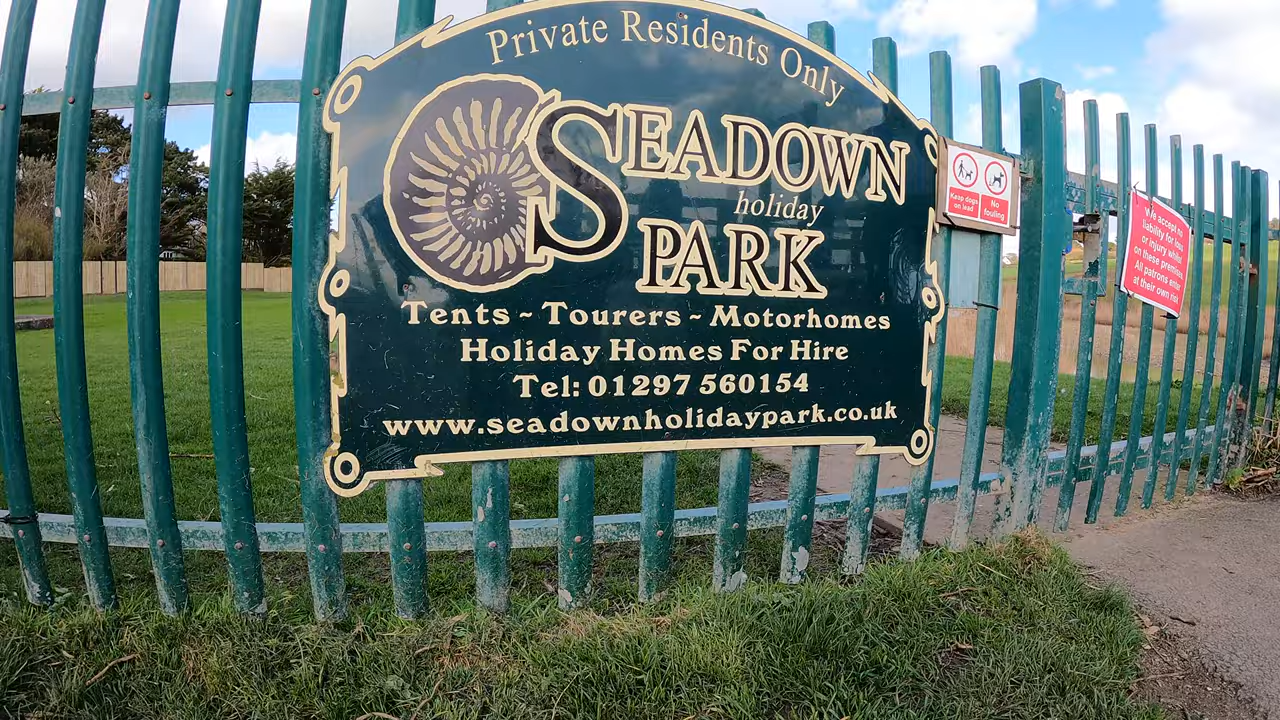 Private Residents Only
SEADOWN
holiday
PARK
Tents ~ Tourers ~ Motorhomes
Holiday Homes For Hire
Tel: 01297 560154
www.seadownholidaypark.co.uk
Keep dogs
on lead
No
fouling
We accept no
liability for loss
or injury whilst
on these premises
All patrons enter
at their own risk